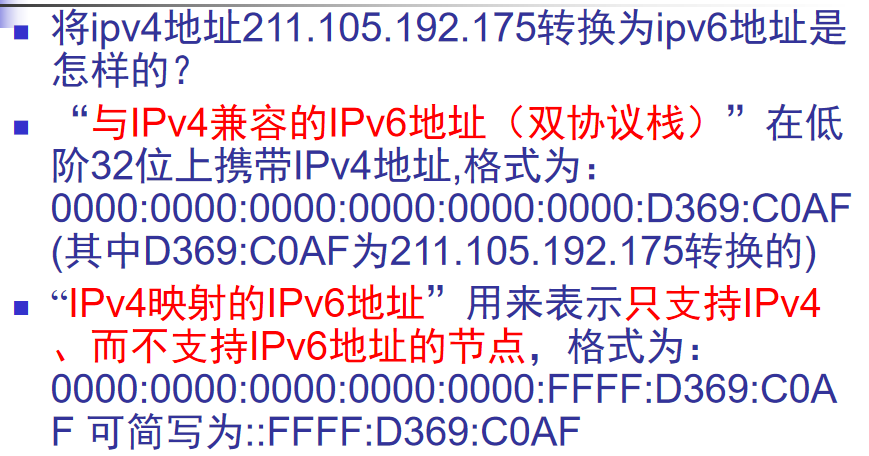 将ipv4地址211.105.192.175转换为ipv6地址是
怎样的?
“与IPv4兼容的IPv6地址（双协议栈）”在低
阶32位上携带IPv4地址,格式为：
0000:0000:0000:0000:0000:0000:D369:C0AF
(其中D369:C0AF为211.105.192.175转换的)
“IPv4映射的IPv6地址”用来表示只支持IPv4
、而不支持IPv6地址的节点，格式为：
0000:0000:0000:0000:0000:FFFF:D369:C0A
F 可简写为::FFFF:D369:C0AF